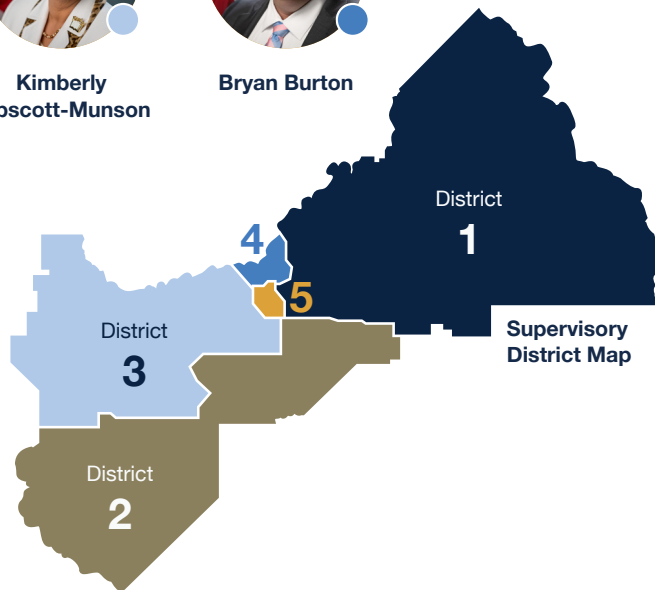 Kimberly
Bryan Burton
District
1
4
5
District
3
Supervisory
District Map
District
2